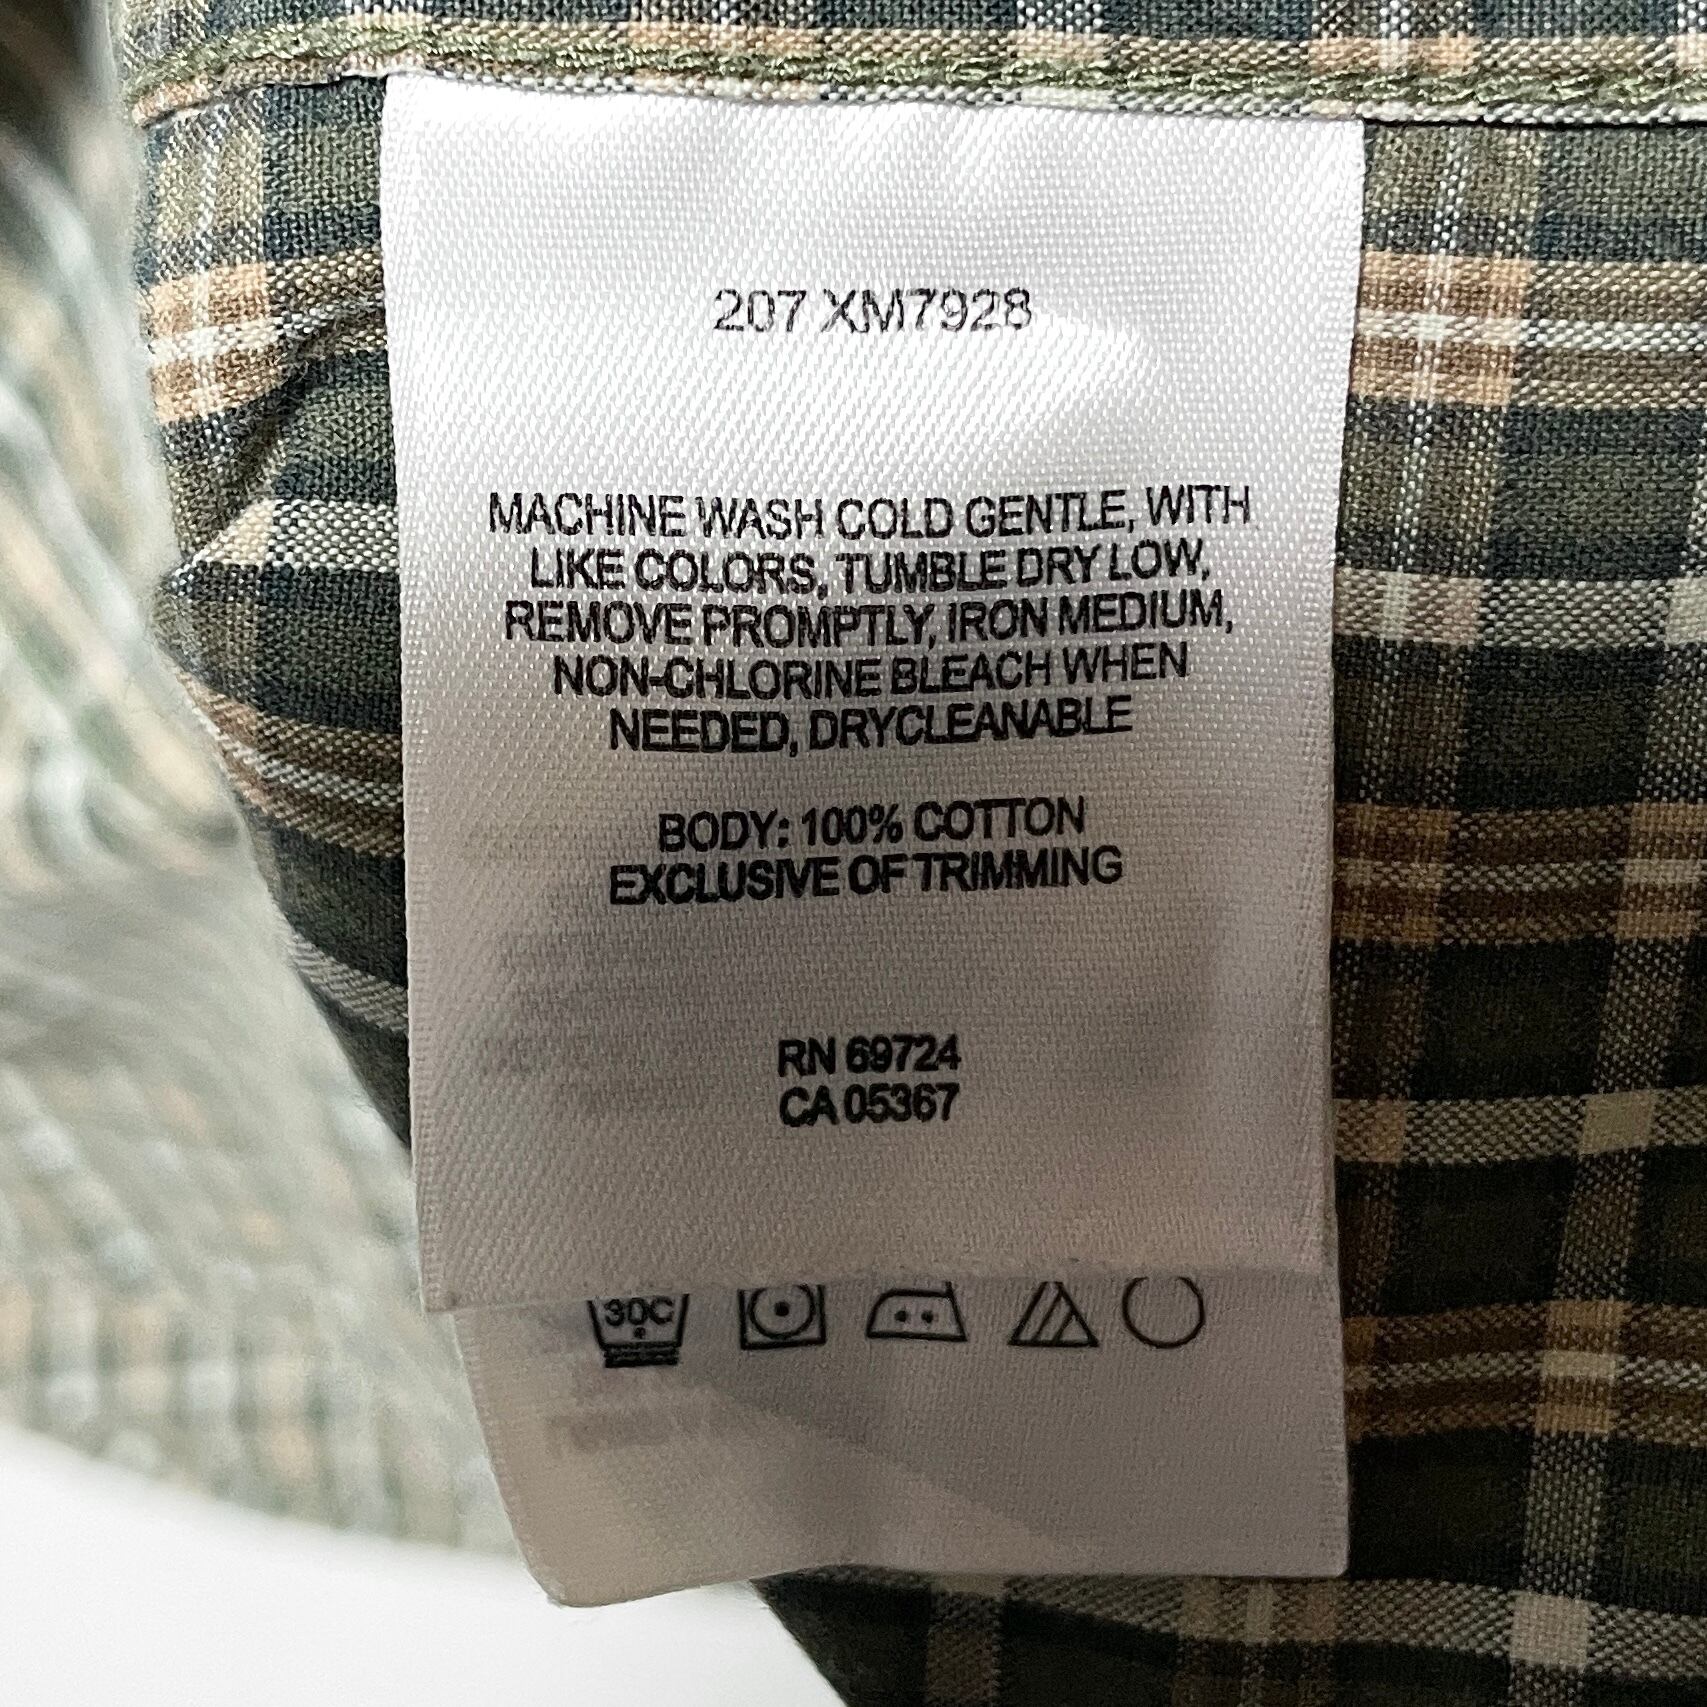 207 XM7928
MACHINE WASH COLD GENTLE, WITH
LIKE COLORS, TUMBLE DRY LOW,
REMOVE PROMPTLY, IRON MEDIUM,
NON-CHLORINE BLEACH WHEN
NEEDED, DRYCLEANABLE
BODY: 100% COTTON
EXCLUSIVE OF TRIMMING
RN 69724
CA 05367
30C